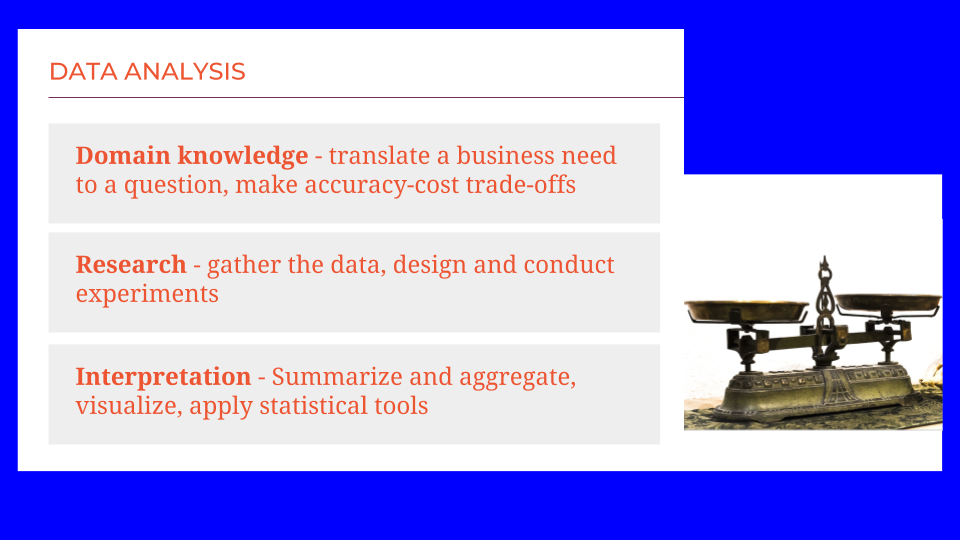 DATA ANALYSIS
Domain knowledge - translate a business need
to a question, make accuracy-cost trade-offs
Research - gather the data, design and conduct
experiments
Interpretation - Summarize and aggregate,
visualize, apply statistical tools